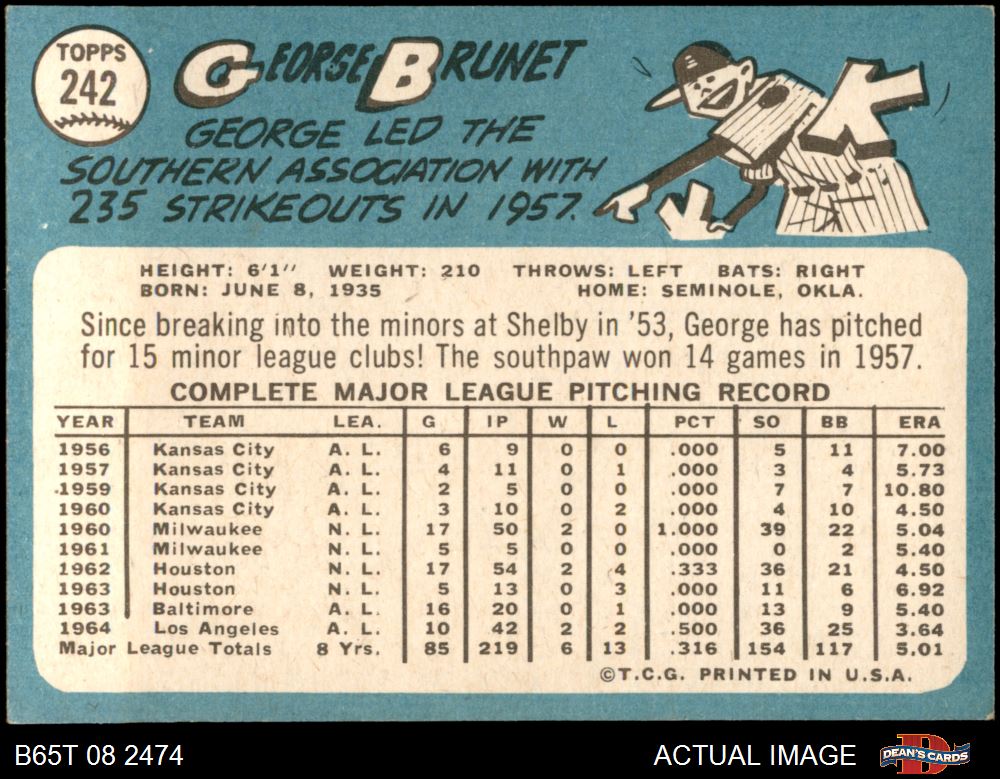 TOPPS
242
GEORGE BRUNET
GEORGE LED THE
SOUTHERN ASSOCIATION WITH
235 STRIKEOUTS IN 1957.
K
K
HEIGHT: 6'1" WEIGHT: 210 THROWS: LEFT BATS: RIGHT
BORN: JUNE 8, 1935 HOME: SEMINOLE, OKLA.
Since breaking into the minors at Shelby in '53, George has pitched
for 15 minor league clubs! The southpaw won 14 games in 1957.
COMPLETE MAJOR LEAGUE PITCHING RECORD
YEAR TEAM LEA. G IP W L PCT SO BB ERA
1956 Kansas City A. L. 6 9 0 0 .000 5 11 7.00
1957 Kansas City A. L. 4 11 0 1 .000 3 4 5.73
1959 Kansas City A. L. 2 5 0 0 .000 7 7 10.80
1960 Kansas City A. L. 3 10 0 2 .000 4 10 4.50
1960 Milwaukee N. L. 17 50 2 0 1.000 39 22 5.04
1961 Milwaukee N. L. 5 5 0 0 .000 0 2 5.40
1962 Houston N. L. 17 54 2 4 .333 36 21 4.50
1963 Houston N. L. 5 13 0 3 .000 11 6 6.92
1963 Baltimore A. L. 16 20 0 1 .000 13 9 5.40
1964 Los Angeles A. L. 10 42 2 2 .500 36 25 3.64
Major League Totals 8 Yrs. 85 219 6 13 .316 154 117 5.01
©T.C.G. PRINTED IN U.S.A.
B65T 08 2474 ACTUAL IMAGE DEAN'S CARDS